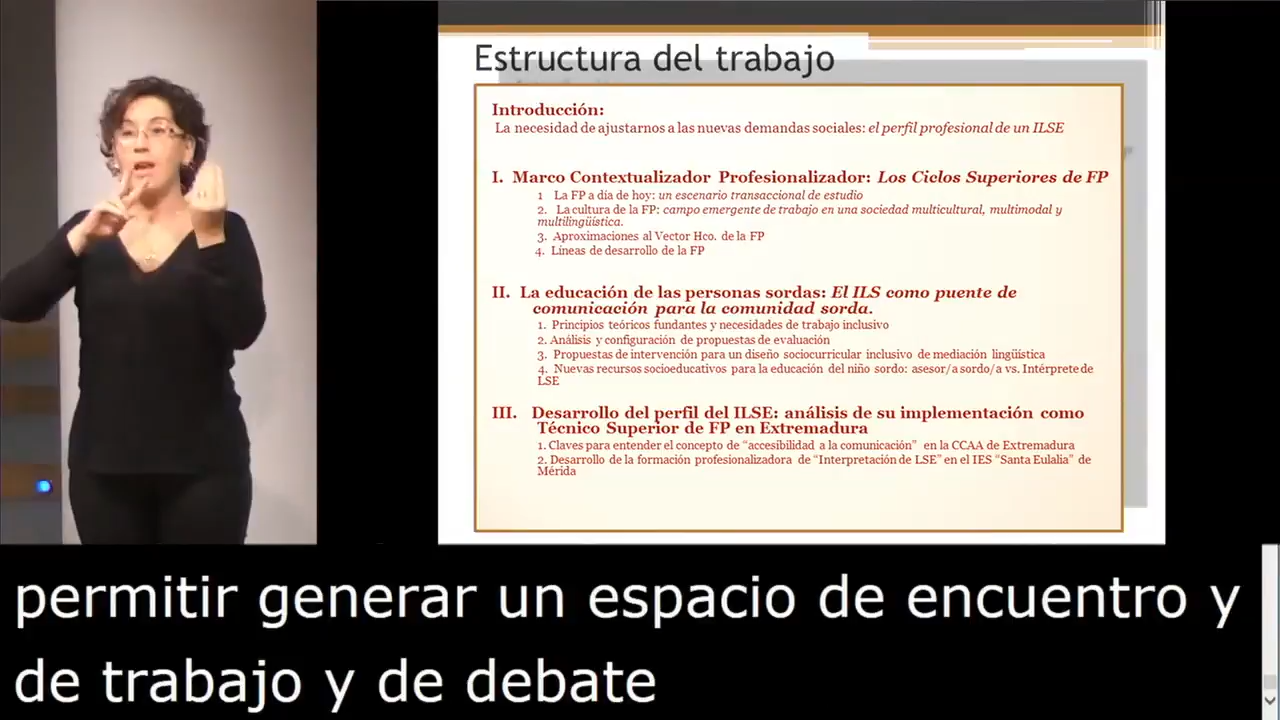 Estructura del trabajo
Introducción:
La necesidad de ajustarnos a las nuevas demandas sociales: el perfil profesional de un ILSE
I. Marco Contextualizador Profesionalizador: Los Ciclos Superiores de FP
1 La FP a día de hoy: un escenario transaccional de estudio
2. La cultura de la FP: campo emergente de trabajo en una sociedad multicultural, multimodal y
multilingüística.
3. Aproximaciones al Vector Hco. de la FP
4. Líneas de desarrollo de la FP
II. La educación de las personas sordas: El ILS como puente de
comunicación para la comunidad sorda.
1. Principios teóricos fundantes y necesidades de trabajo inclusivo
2. Análisis y configuración de propuestas de evaluación
3. Propuestas de intervención para un diseño sociocurricular inclusivo de mediación lingüística
4. Nuevas recursos socioeducativos para la educación del niño sordo: asesor/a sordo/a vs. Intérprete de
LSE
III. Desarrollo del perfil del ILSE: análisis de su implementación como
Técnico Superior de FP en Extremadura
1. Claves para entender el concepto de “accesibilidad a la comunicación” en la CCAA de Extremadura
2. Desarrollo de la formación profesionalizadora de “Interpretación de LSE” en el IES “Santa Eulalia” de
Mérida
permitir generar un espacio de encuentro y
de trabajo y de debate